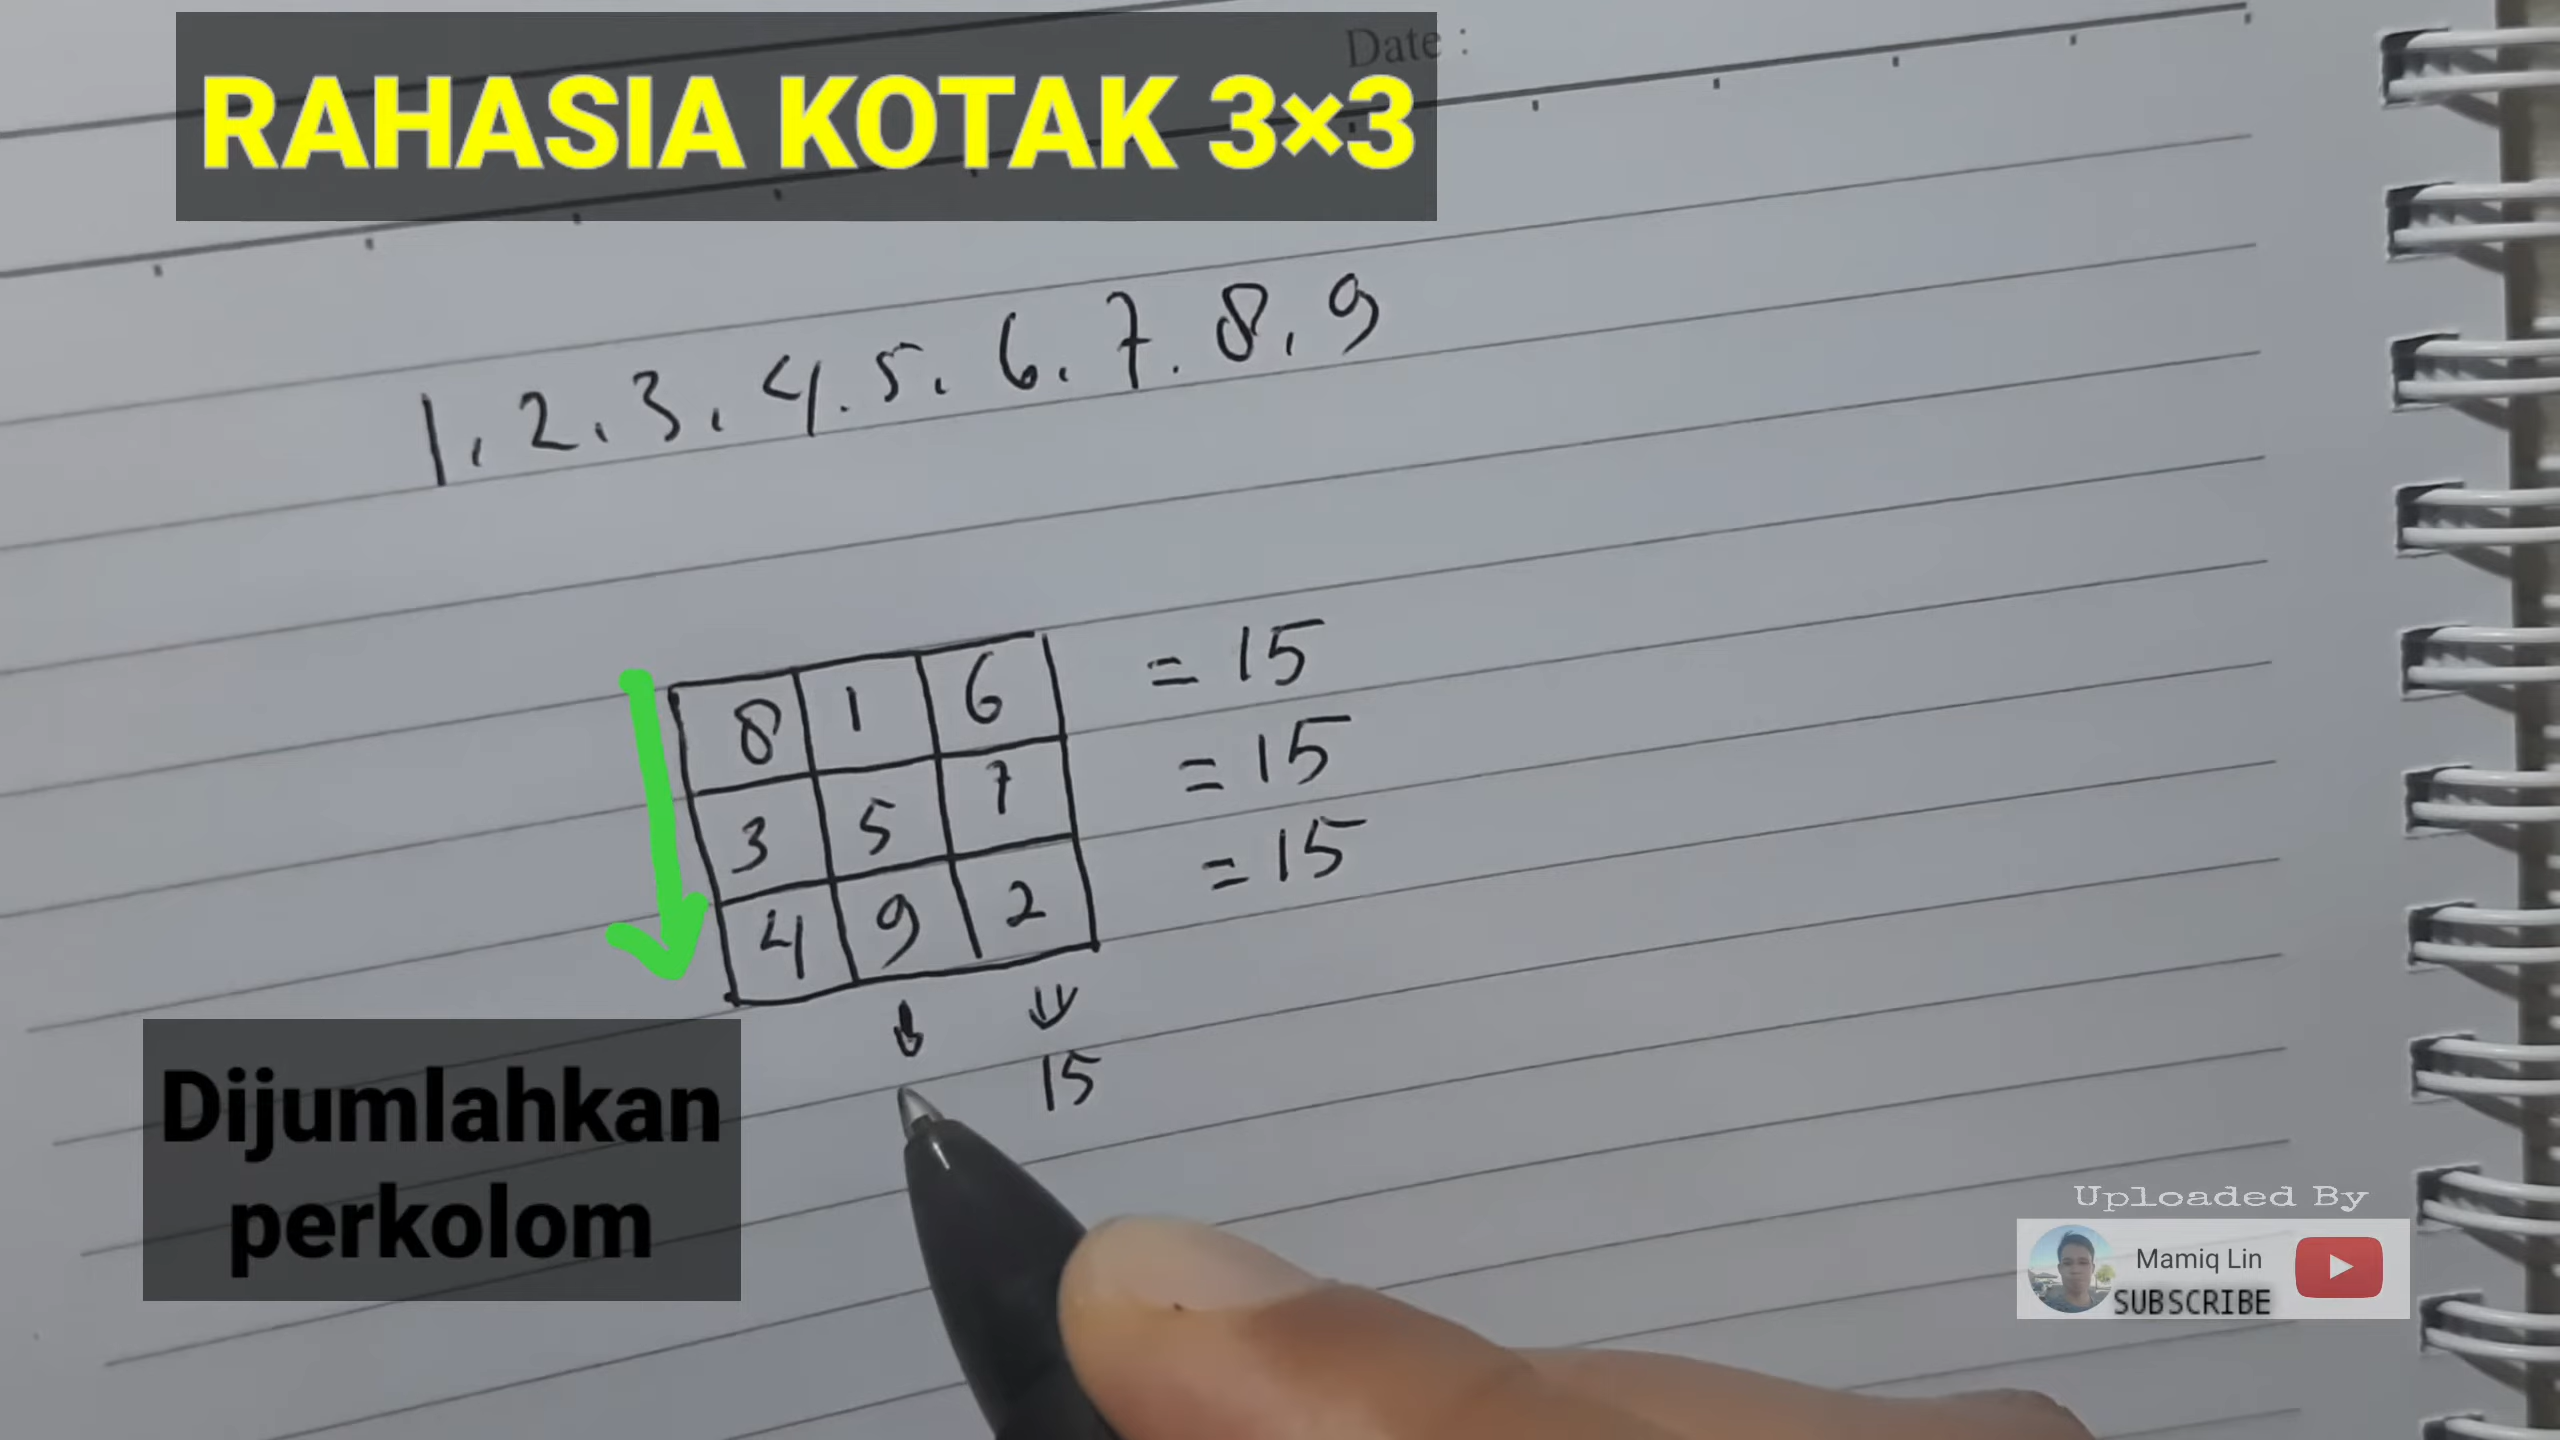 Date :
RAHASIA KOTAK 3×3
1, 2, 3, 4. 5, 6, 7. 8, 9
8 1 6 = 15
3 5 7 = 15
4 9 2 = 15
15
Dijumlahkan
perkolom
Uploaded By
Mamiq Lin
SUBSCRIBE